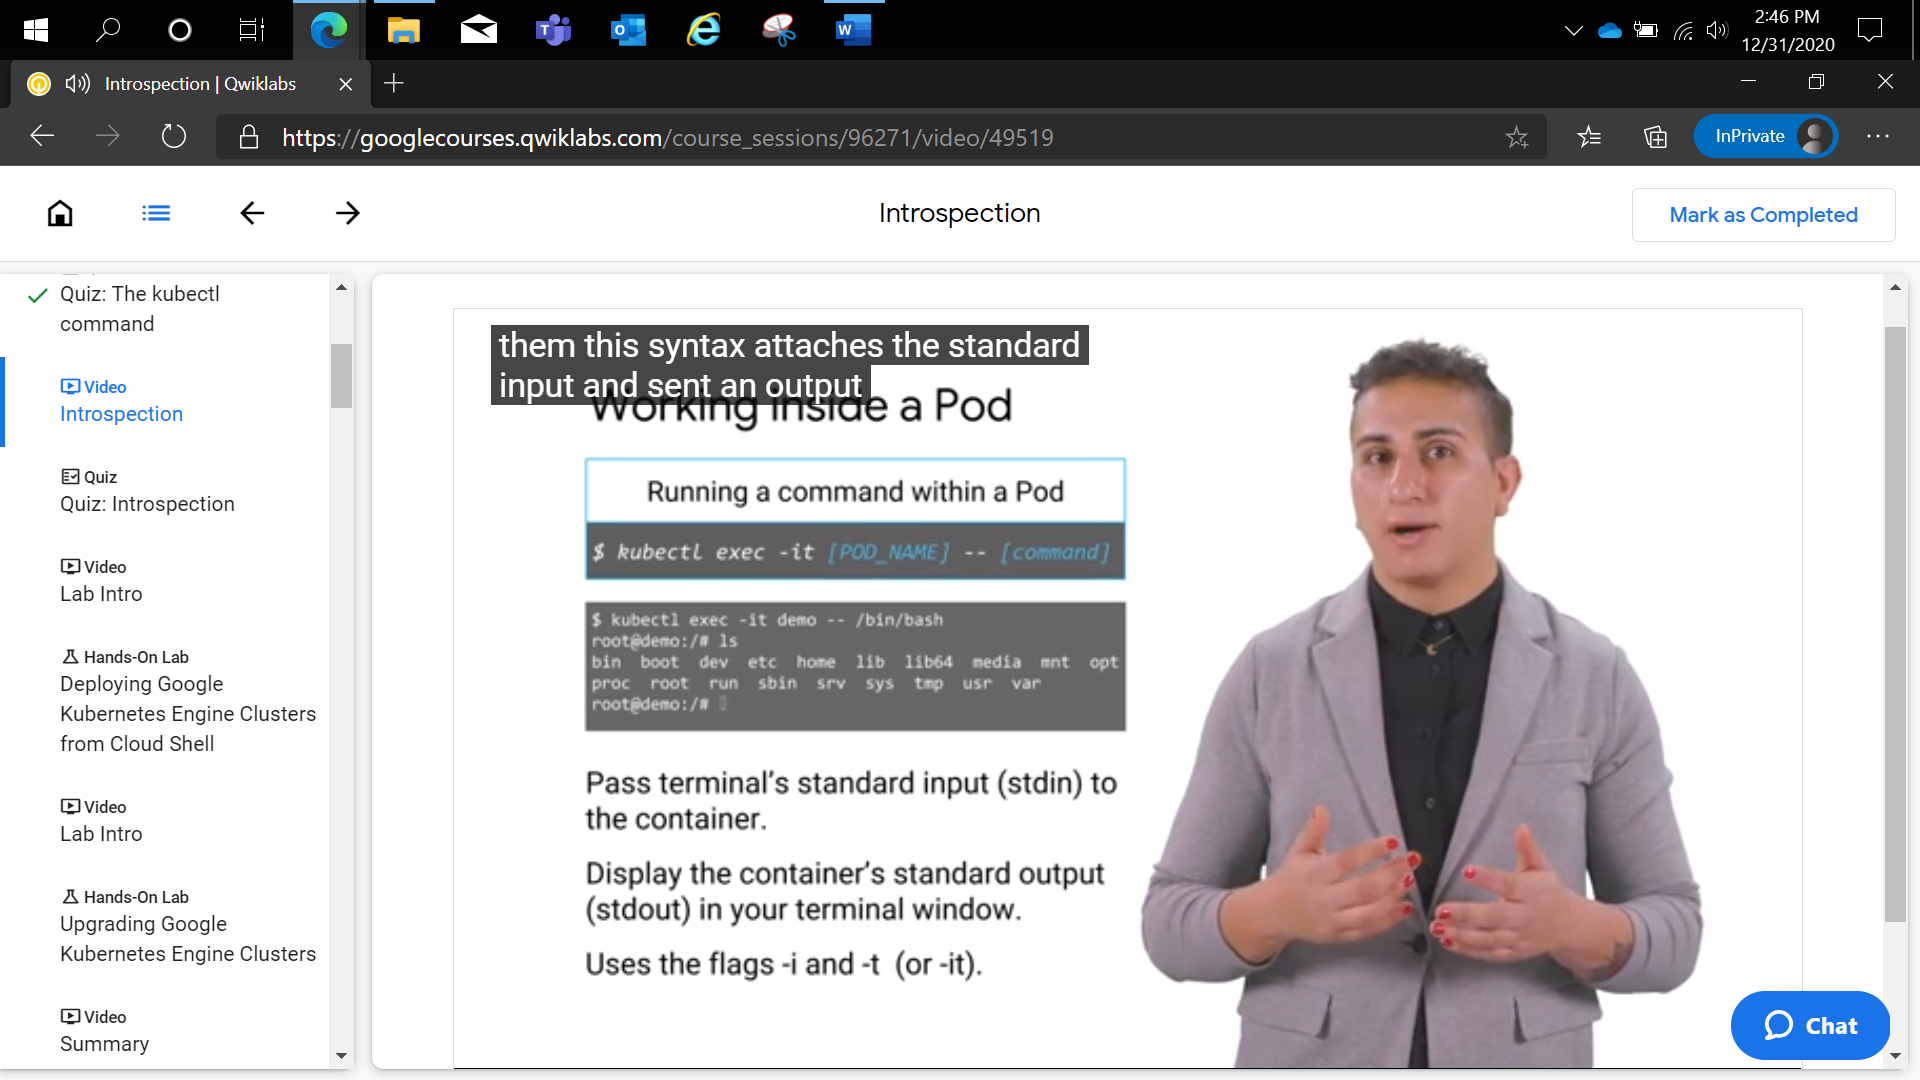 2:46 PM
12/31/2020
Introspection | Qwiklabs
https://googlecourses.qwiklabs.com/course_sessions/96271/video/49519
InPrivate
Introspection
Mark as Completed
Quiz: The kubectl
command
Video
Introspection
Quiz
Quiz: Introspection
Video
Lab Intro
Hands-On Lab
Deploying Google
Kubernetes Engine Clusters
from Cloud Shell
Video
Lab Intro
Hands-On Lab
Upgrading Google
Kubernetes Engine Clusters
Video
Summary
them this syntax attaches the standard
input and sent an output
Working inside a Pod
Running a command within a Pod
$ kubectl exec -it [POD_NAME] -- [command]
$ kubectl exec -it demo -- /bin/bash
root@demo:/# ls
bin boot dev etc home lib lib64 media mnt opt
proc root run sbin srv sys tmp usr var
root@demo:/#
Pass terminal's standard input (stdin) to
the container.
Display the container's standard output
(stdout) in your terminal window.
Uses the flags -i and -t (or -it).
Chat